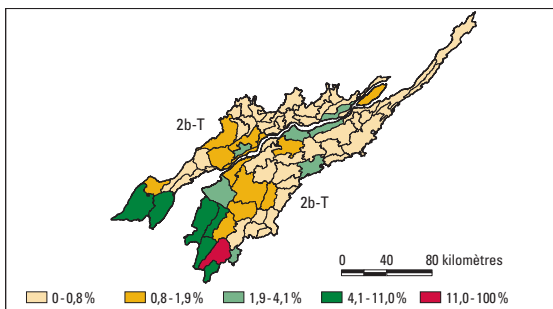 2b-T
2b-T
0 40 80 kilomètres
0-0,8 % 0,8-1,9 % 1,9-4,1 % 4,1-11,0 % 11,0-100 %